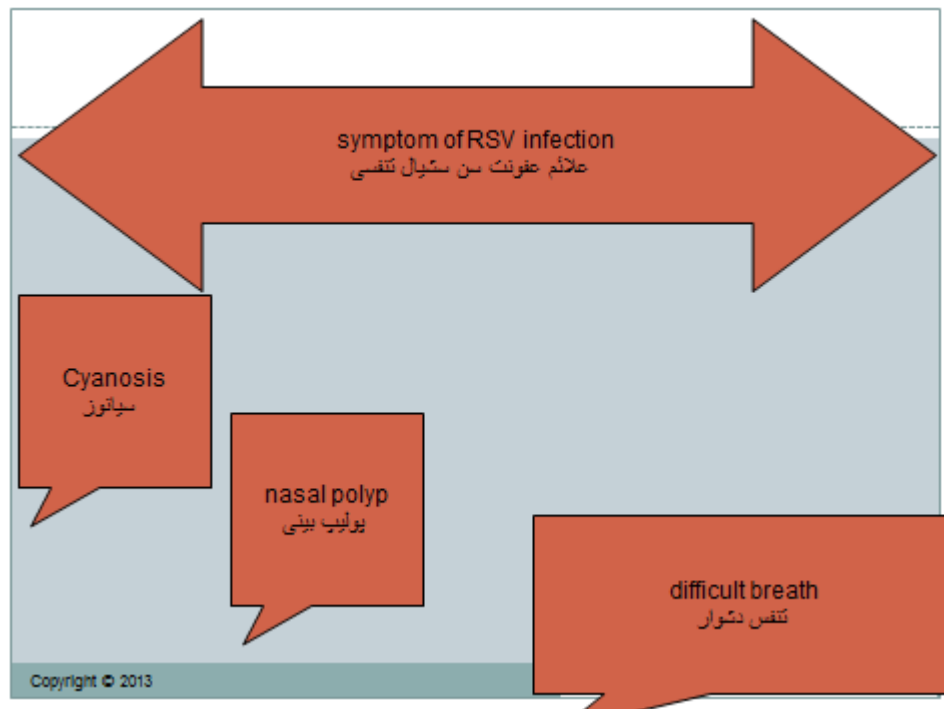 symptom of RSV infection
علائم عفونت سن سشیال تنفسی
Cyanosis
سیانوز
nasal polyp
پولیپ بینی
difficult breath
تنفس دشوار
Copyright © 2013